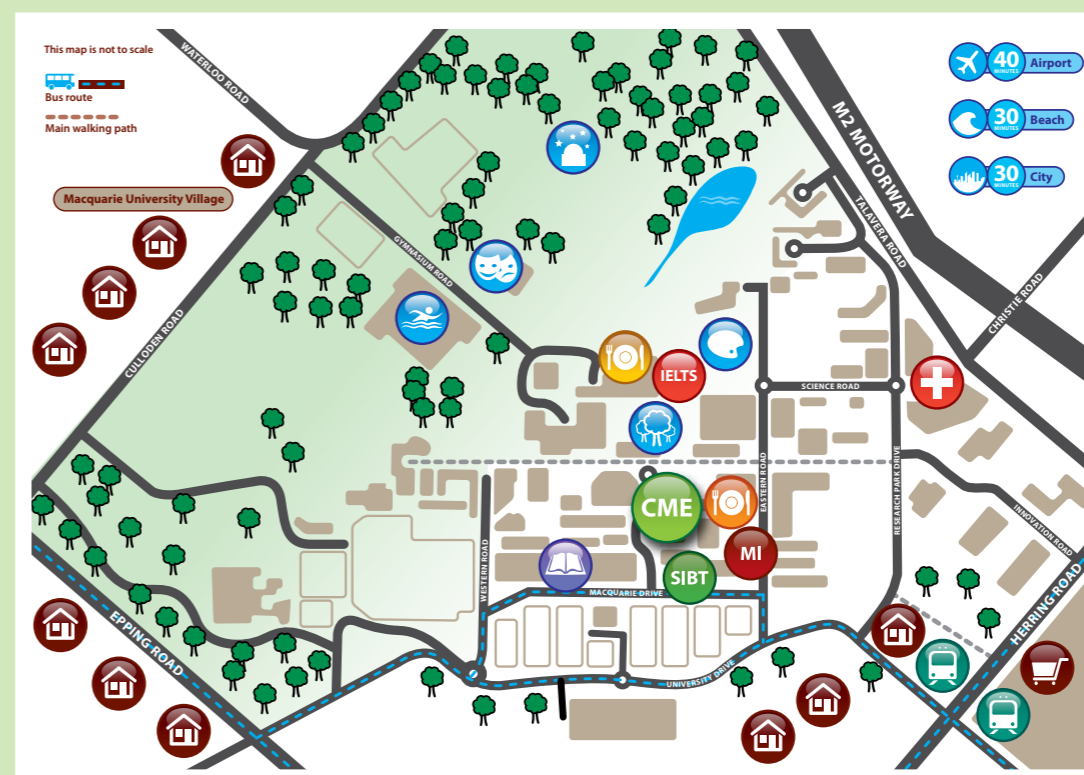 This map is not to scale
Bus route
Main walking path
WATERLOO ROAD
Macquarie University Village
40
MINUTES
Airport
30
MINUTES
Beach
30
MINUTES
City
M2 MOTORWAY
TALAVERA ROAD
CHRISTIE ROAD
GYMNASIUM ROAD
CULLODEN ROAD
IELTS
SCIENCE ROAD
CME
EASTERN ROAD
RESEARCH PARK DRIVE
INNOVATION ROAD
MI
SIBT
WESTERN ROAD
MACQUARIE DRIVE
HERRING ROAD
EPPING ROAD
UNIVERSITY DRIVE